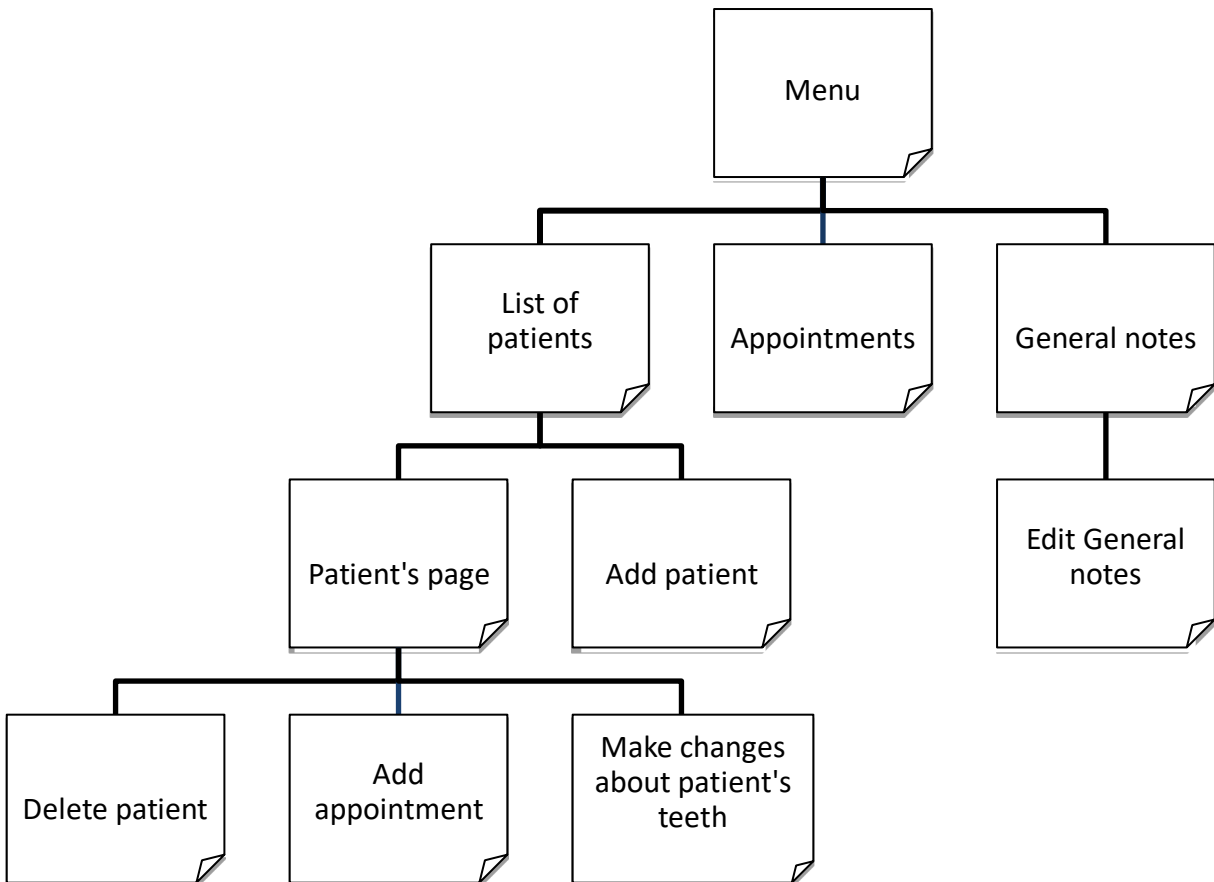 Menu
List of
patients
Appointments
General notes
Patient's page
Add patient
Edit General
notes
Delete patient
Add
appointment
Make changes
about patient's
teeth